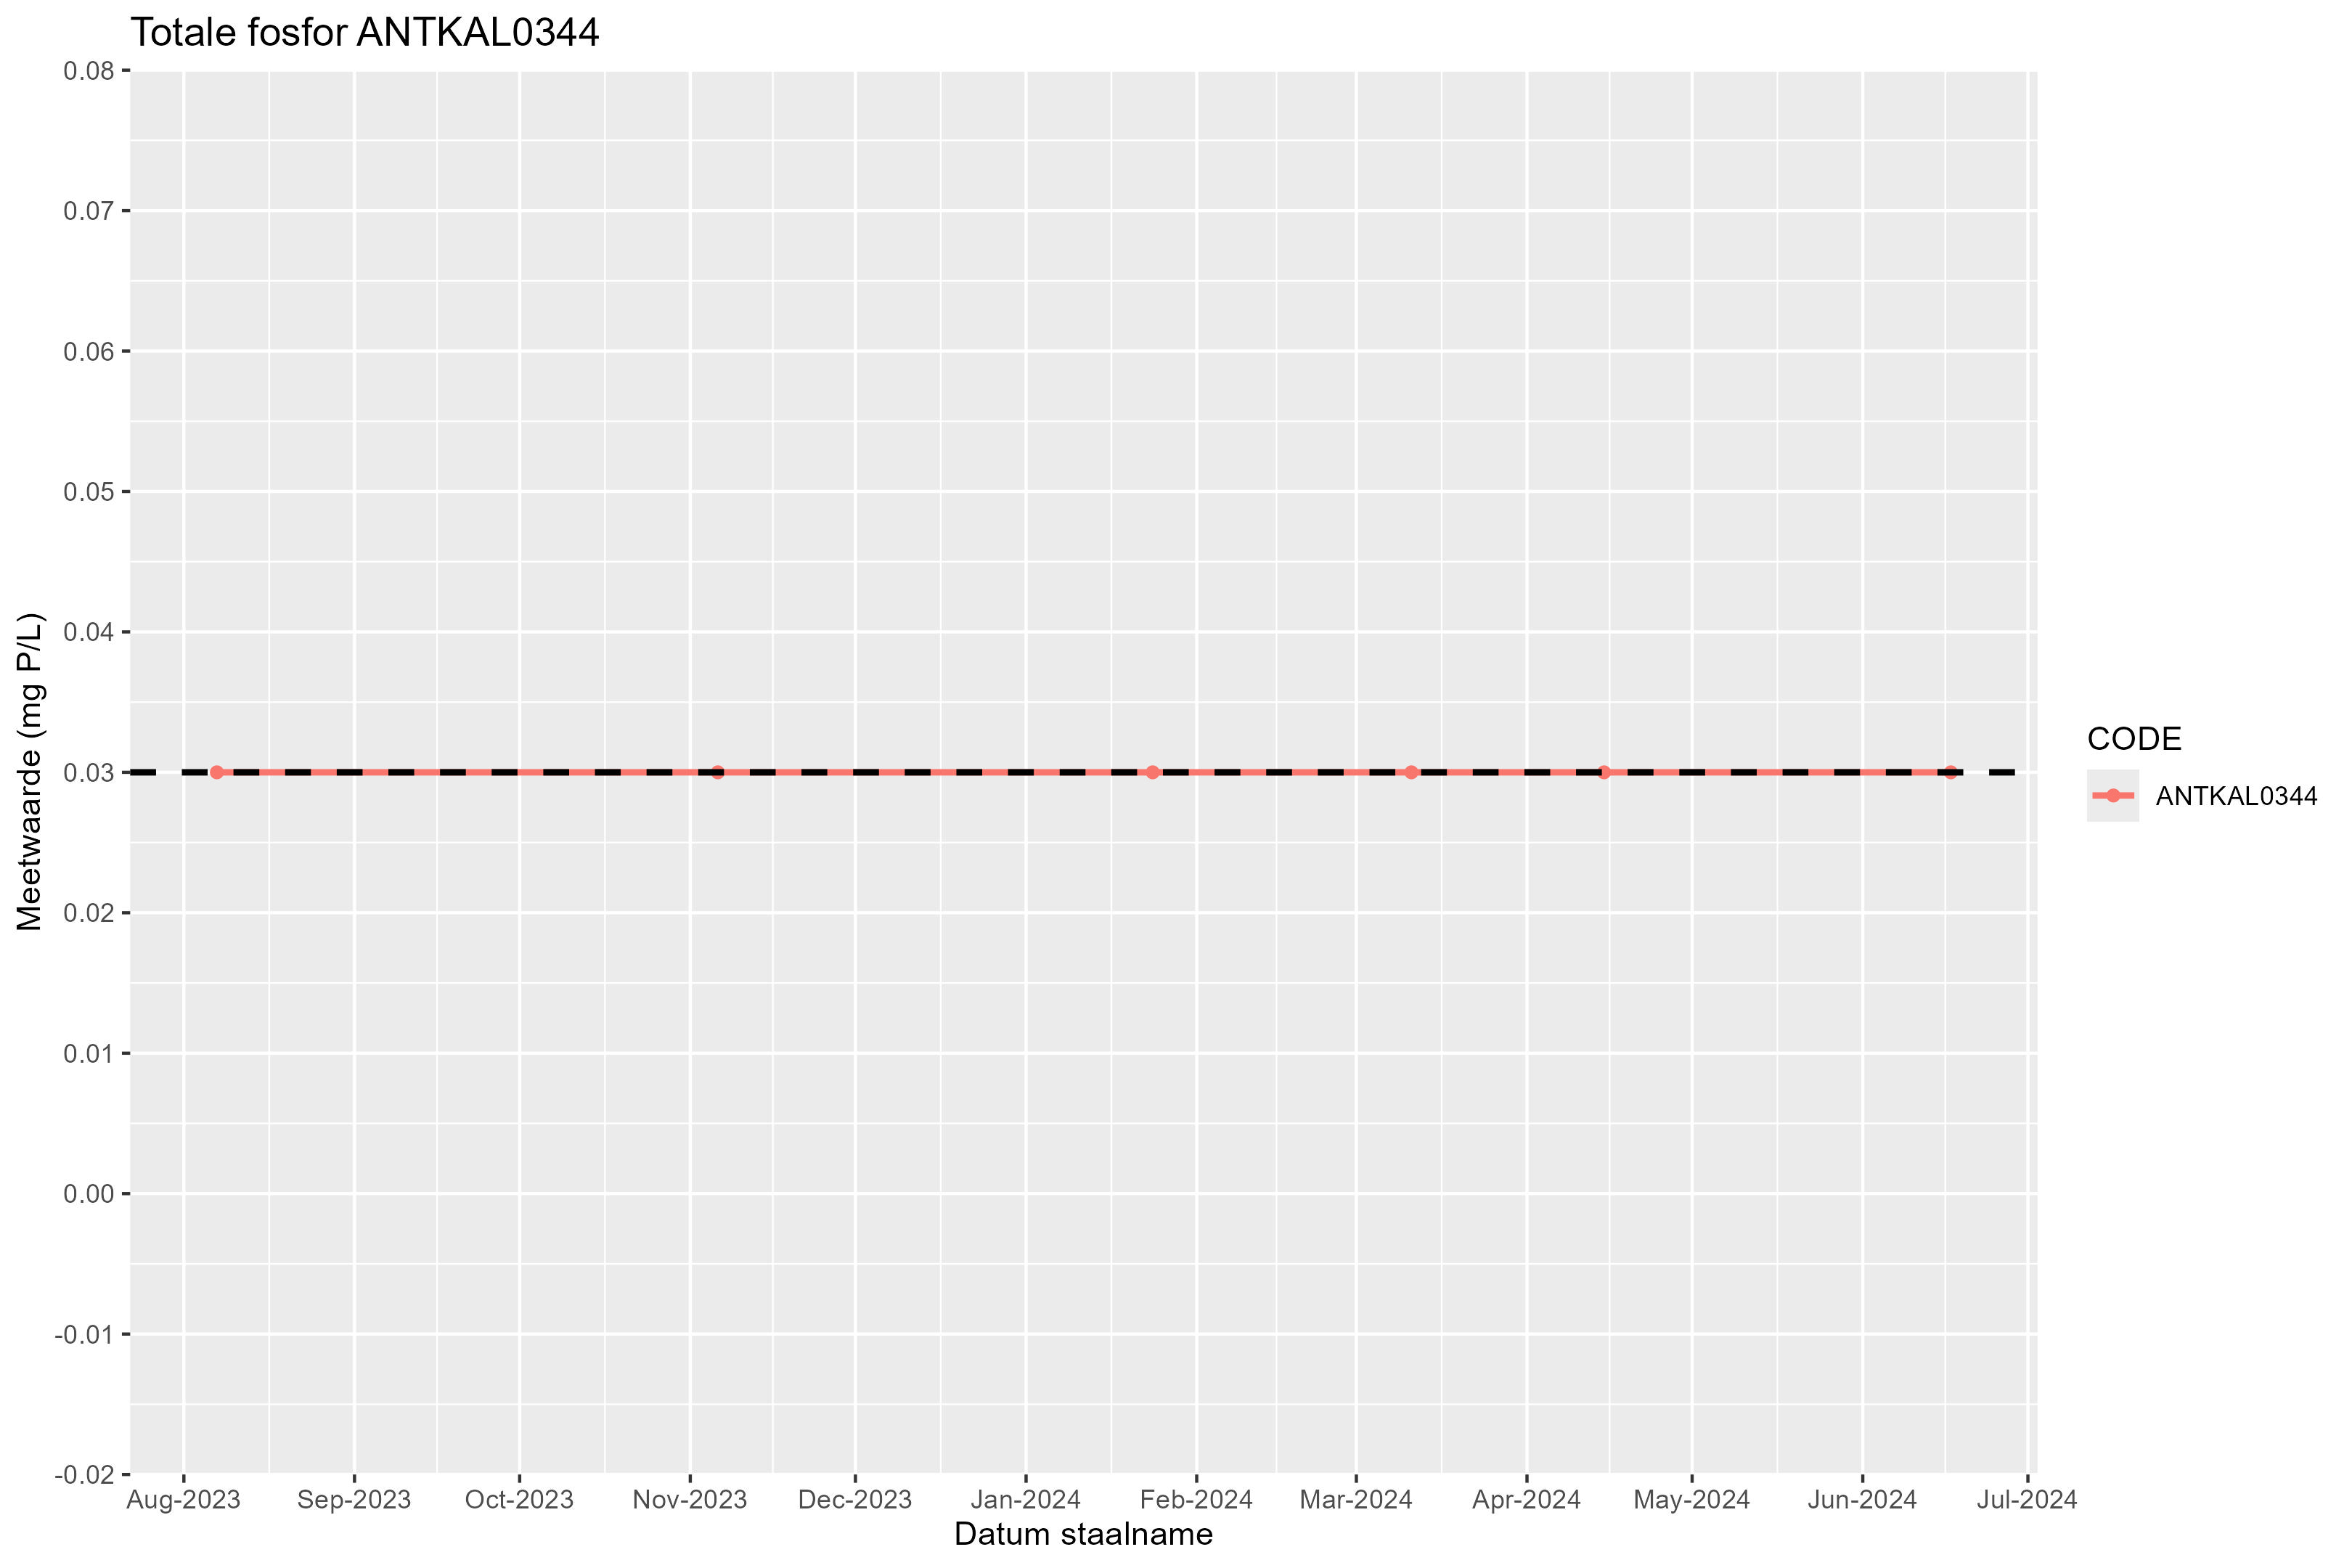 Totale fosfor ANTKAL0344
0.08
0.07
0.06
0.05
0.04
0.03
0.02
0.01
0.00
-0.01
-0.02
Meetwaarde (mg P/L)
Aug-2023 Sep-2023 Oct-2023 Nov-2023 Dec-2023 Jan-2024 Feb-2024 Mar-2024 Apr-2024 May-2024 Jun-2024 Jul-2024
Datum staalname
CODE
ANTKAL0344